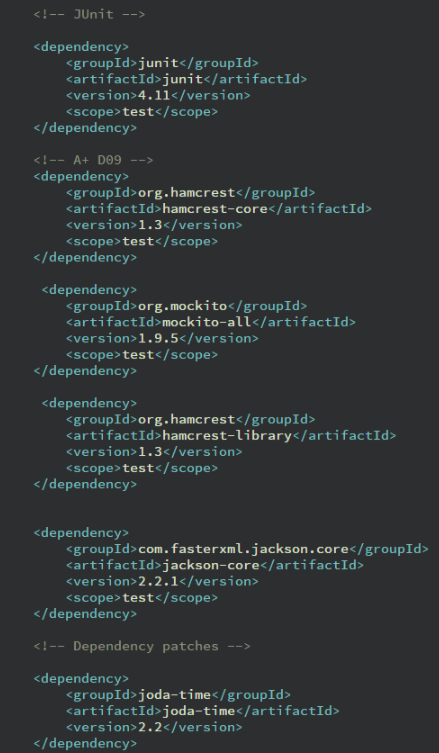 <!-- JUnit -->
<dependency>
<groupId>junit</groupId>
<artifactId>junit</artifactId>
<version>4.11</version>
<scope>test</scope>
</dependency>
<!-- A+ D09 -->
<dependency>
<groupId>org.hamcrest</groupId>
<artifactId>hamcrest-core</artifactId>
<version>1.3</version>
<scope>test</scope>
</dependency>
<dependency>
<groupId>org.mockito</groupId>
<artifactId>mockito-all</artifactId>
<version>1.9.5</version>
<scope>test</scope>
</dependency>
<dependency>
<groupId>org.hamcrest</groupId>
<artifactId>hamcrest-library</artifactId>
<version>1.3</version>
<scope>test</scope>
</dependency>
<dependency>
<groupId>com.fasterxml.jackson.core</groupId>
<artifactId>jackson-core</artifactId>
<version>2.2.1</version>
<scope>test</scope>
</dependency>
<!-- Dependency patches -->
<dependency>
<groupId>joda-time</groupId>
<artifactId>joda-time</artifactId>
<version>2.2</version>
</dependency>